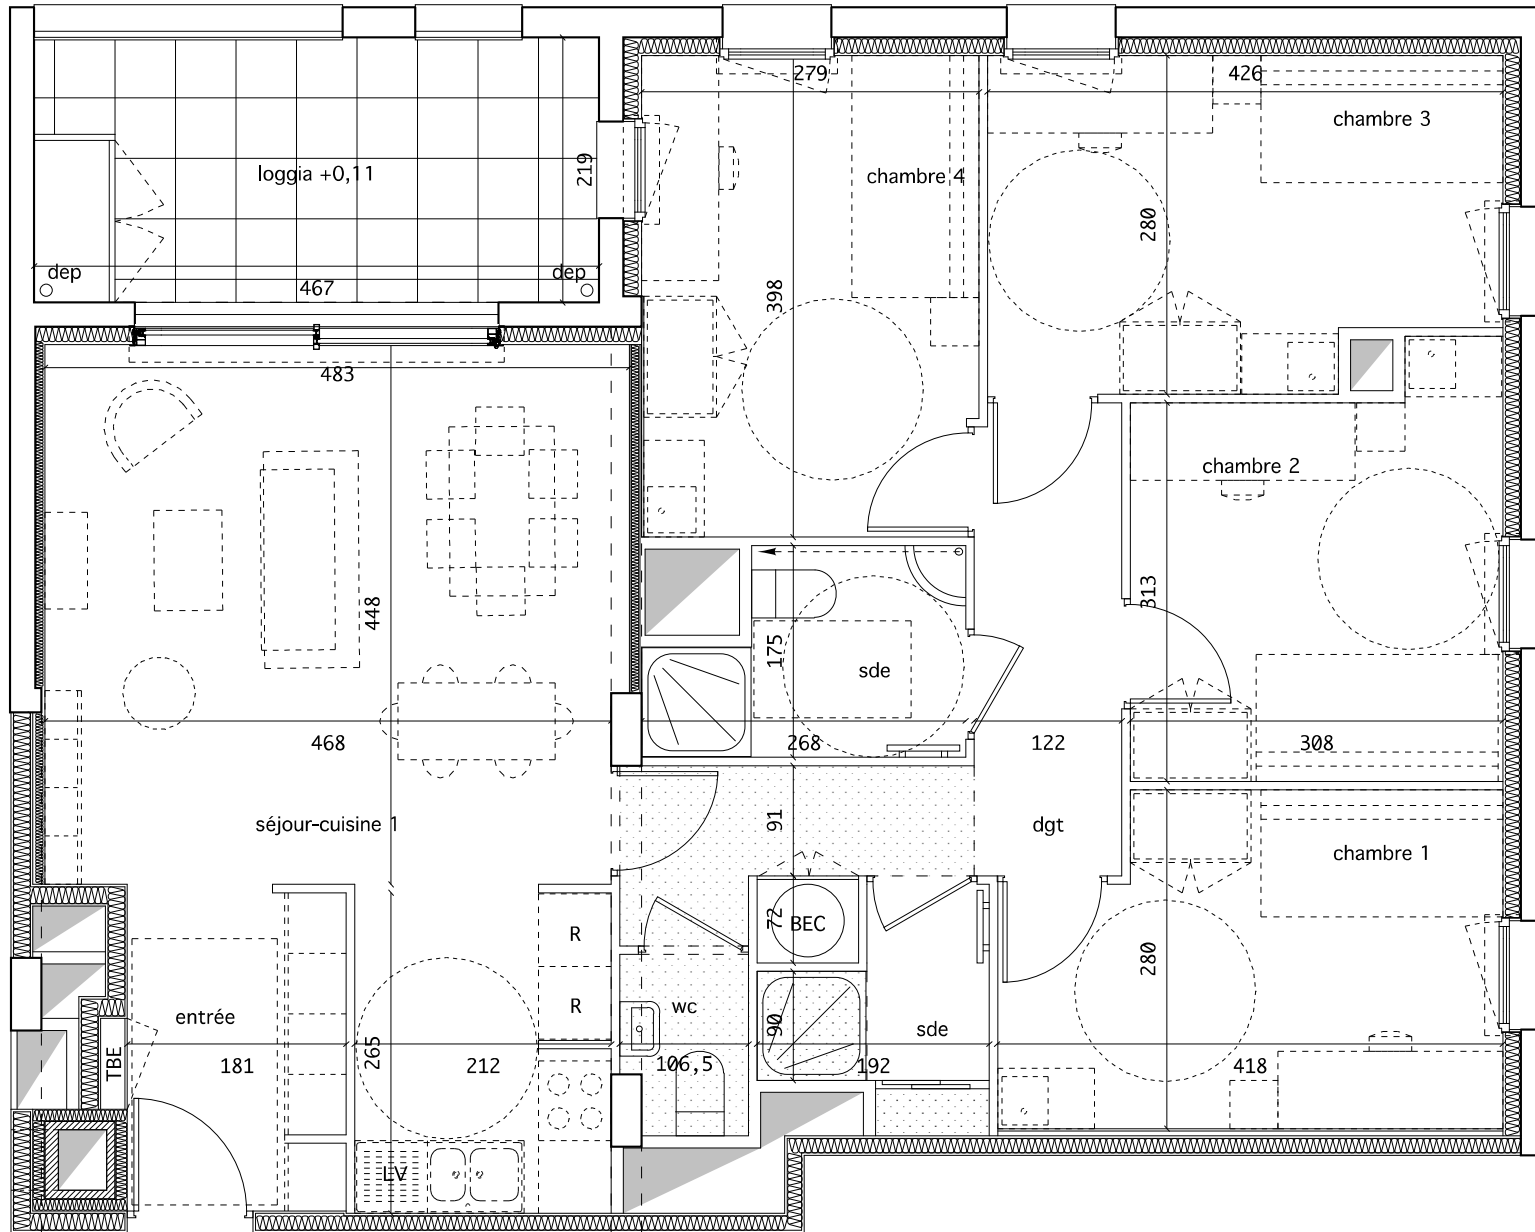 279
426
chambre 3
loggia +0,11
219
chambre 4
280
dep
dep
467
398
483
chambre 2
448
313
175
sde
468
268
122
308
séjour-cuisine 1
91
dgt
chambre 1
72
BEC
R
R
280
entrée
wc
90
sde
TBE
181
265
212
106,5
192
418
LV